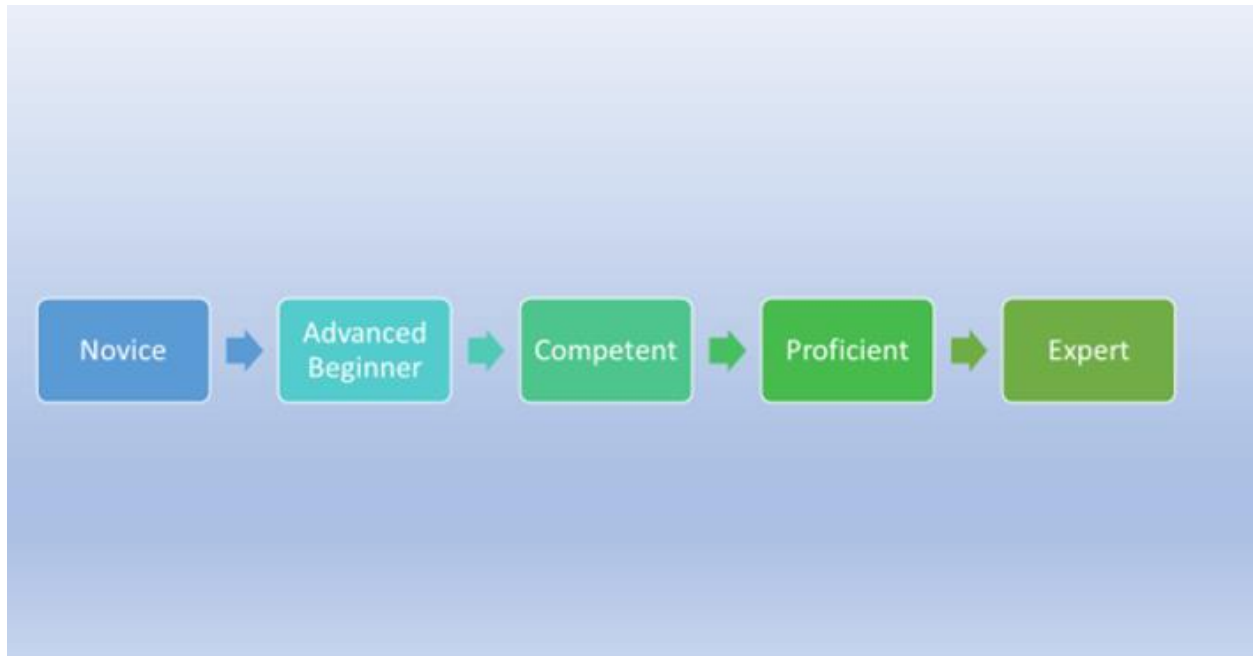 Novice
Advanced
Beginner
Competent
Proficient
Expert